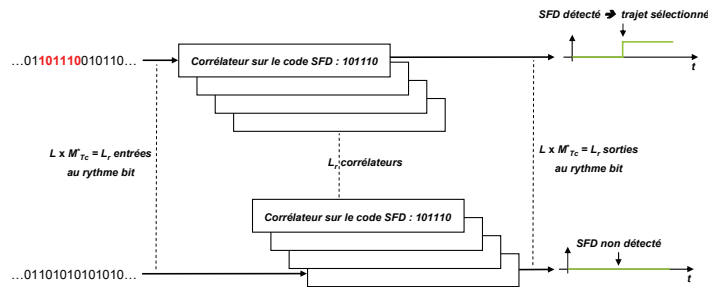 SFD détecté ➔ trajet sélectionné
...01101110010110...
Corrélateur sur le code SFD : 101110
t
L x M*Tc = Lr entrées
au rythme bit
Lr corrélateurs
L x M*Tc = Lr sorties
au rythme bit
Corrélateur sur le code SFD : 101110
SFD non détecté
...01101010101010...
t